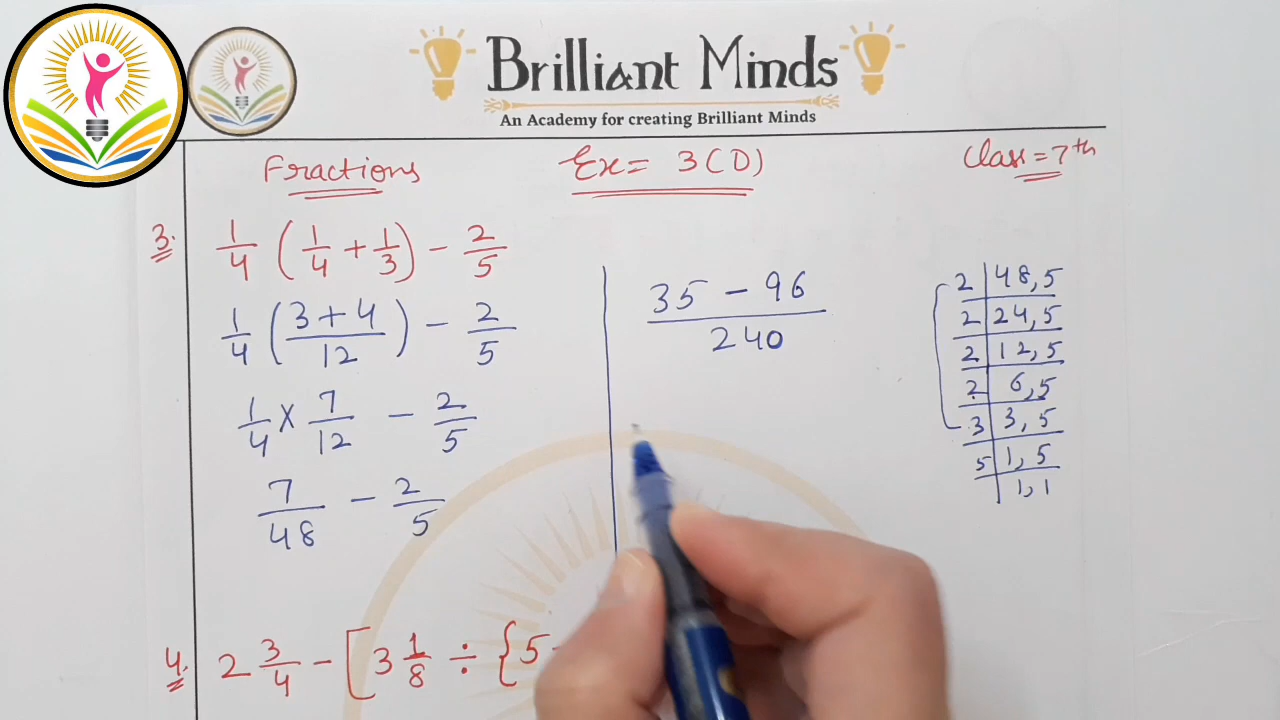 Brilliant Minds
An Academy for creating Brilliant Minds
Fractions Ex = 3(D) Class = 7th
3. 1/4 (1/4 + 1/3) - 2/5
1/4 ((3 + 4)/12) - 2/5
1/4 × 7/12 - 2/5
7/48 - 2/5
(35 - 96)/240
2 | 48, 5
2 | 24, 5
2 | 12, 5
2 | 6, 5
3 | 3, 5
5 | 1, 5
1, 1
4. 2 3/4 - [3 1/8 ÷ {5